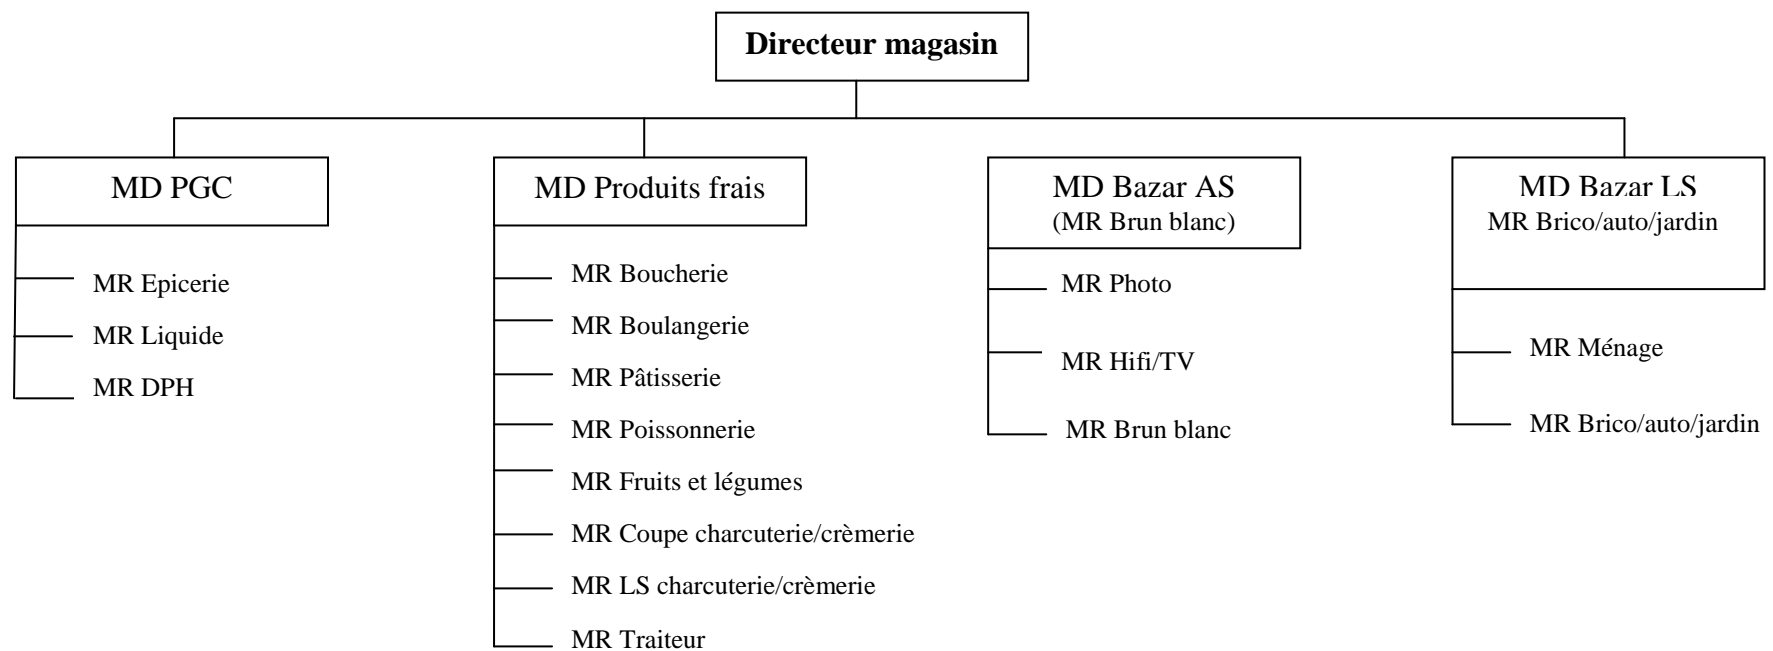 Directeur magasin
MD PGC
MR Epicerie
MR Liquide
MR DPH
MD Produits frais
MR Boucherie
MR Boulangerie
MR Pâtisserie
MR Poissonnerie
MR Fruits et légumes
MR Coupe charcuterie/crèmerie
MR LS charcuterie/crèmerie
MR Traiteur
MD Bazar AS
(MR Brun blanc)
MR Photo
MR Hifi/TV
MR Brun blanc
MD Bazar LS
MR Brico/auto/jardin
MR Ménage
MR Brico/auto/jardin